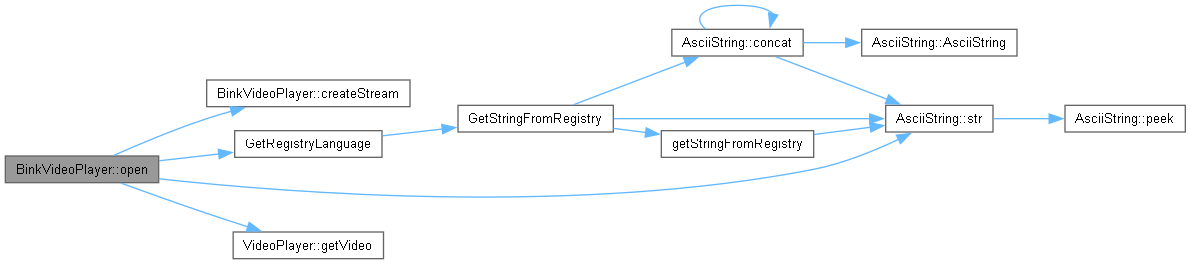 AsciiString::concat
AsciiString::AsciiString
BinkVideoPlayer::createStream
GetStringFromRegistry
AsciiString::str
AsciiString::peek
GetRegistryLanguage
getStringFromRegistry
BinkVideoPlayer::open
VideoPlayer::getVideo